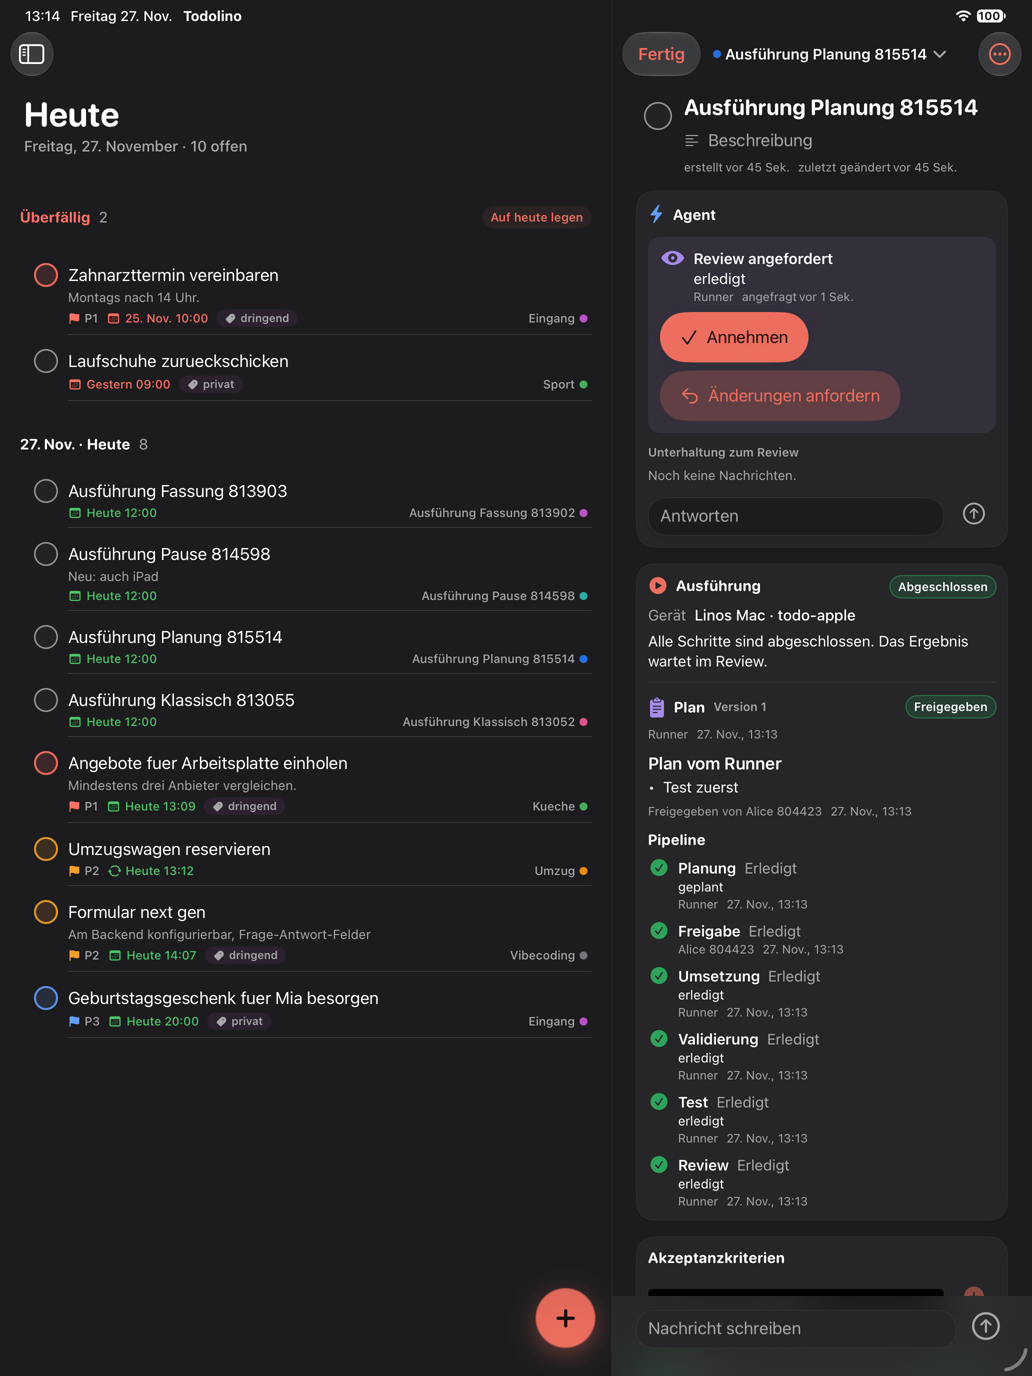 13:14 Freitag 27. Nov. Todolino
100
Heute
Freitag, 27. November · 10 offen
Überfällig 2
Auf heute legen
Zahnarzttermin vereinbaren
Montags nach 14 Uhr.
P1 25. Nov. 10:00 dringend Eingang
Laufschuhe zurueckschicken
Gestern 09:00 privat Sport
27. Nov. · Heute 8
Ausführung Fassung 813903
Heute 12:00 Ausführung Fassung 813902
Ausführung Pause 814598
Neu: auch iPad
Heute 12:00 Ausführung Pause 814598
Ausführung Planung 815514
Heute 12:00 Ausführung Planung 815514
Ausführung Klassisch 813055
Heute 12:00 Ausführung Klassisch 813052
Angebote fuer Arbeitsplatte einholen
Mindestens drei Anbieter vergleichen.
P1 Heute 13:09 dringend Kueche
Umzugswagen reservieren
P2 Heute 13:12 Umzug
Formular next gen
Am Backend konfigurierbar, Frage-Antwort-Felder
P2 Heute 14:07 dringend Vibecoding
Geburtstagsgeschenk fuer Mia besorgen
P3 Heute 20:00 privat Eingang
Fertig
Ausführung Planung 815514
Ausführung Planung 815514
Beschreibung
erstellt vor 45 Sek. zuletzt geändert vor 45 Sek.
Agent
Review angefordert
erledigt
Runner angefragt vor 1 Sek.
Annehmen
Änderungen anfordern
Unterhaltung zum Review
Noch keine Nachrichten.
Antworten
Ausführung Abgeschlossen
Gerät Linos Mac · todo-apple
Alle Schritte sind abgeschlossen. Das Ergebnis
wartet im Review.
Plan Version 1 Freigegeben
Runner 27. Nov., 13:13
Plan vom Runner
• Test zuerst
Freigegeben von Alice 804423 27. Nov., 13:13
Pipeline
Planung Erledigt
geplant
Runner 27. Nov., 13:13
Freigabe Erledigt
Alice 804423 27. Nov., 13:13
Umsetzung Erledigt
erledigt
Runner 27. Nov., 13:13
Validierung Erledigt
erledigt
Runner 27. Nov., 13:13
Test Erledigt
erledigt
Runner 27. Nov., 13:13
Review Erledigt
erledigt
Runner 27. Nov., 13:13
Akzeptanzkriterien
Nachricht schreiben